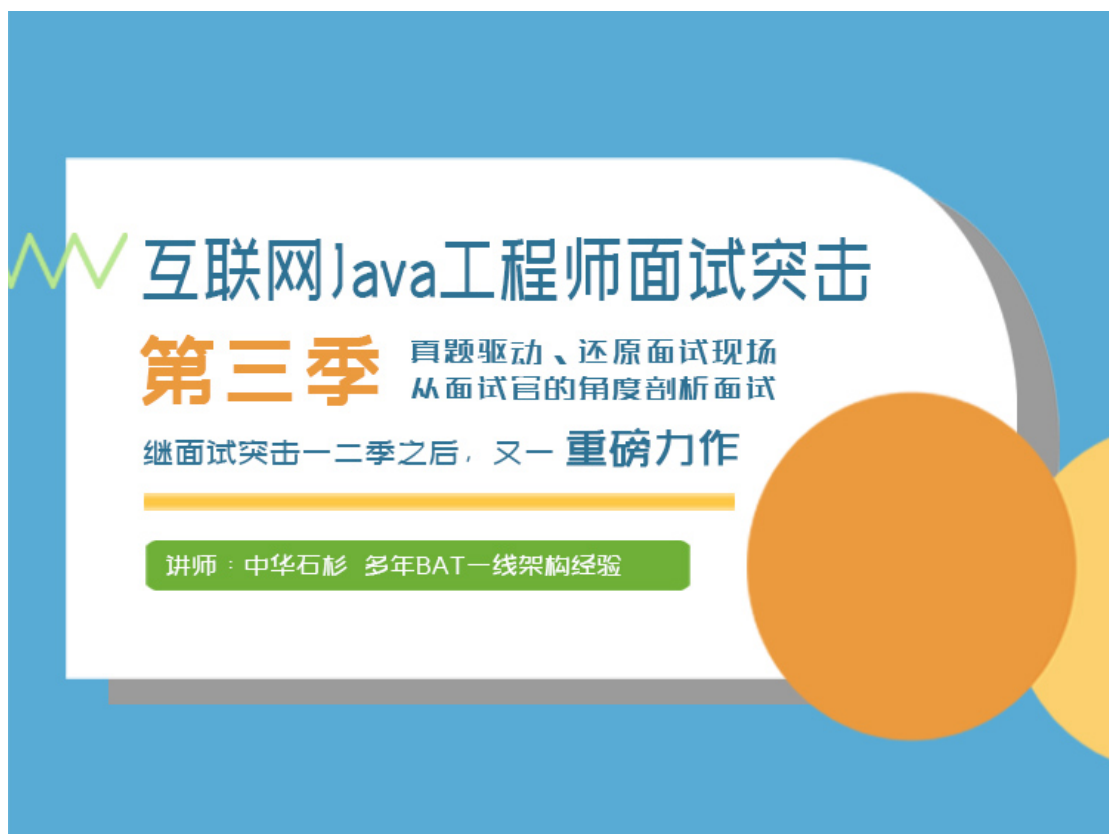 互联网Java工程师面试突击
第三季
真题驱动、还原面试现场
从面试官的角度剖析面试
继面试突击一二季之后，又一 重磅力作
讲师：中华石杉 多年BAT一线架构经验